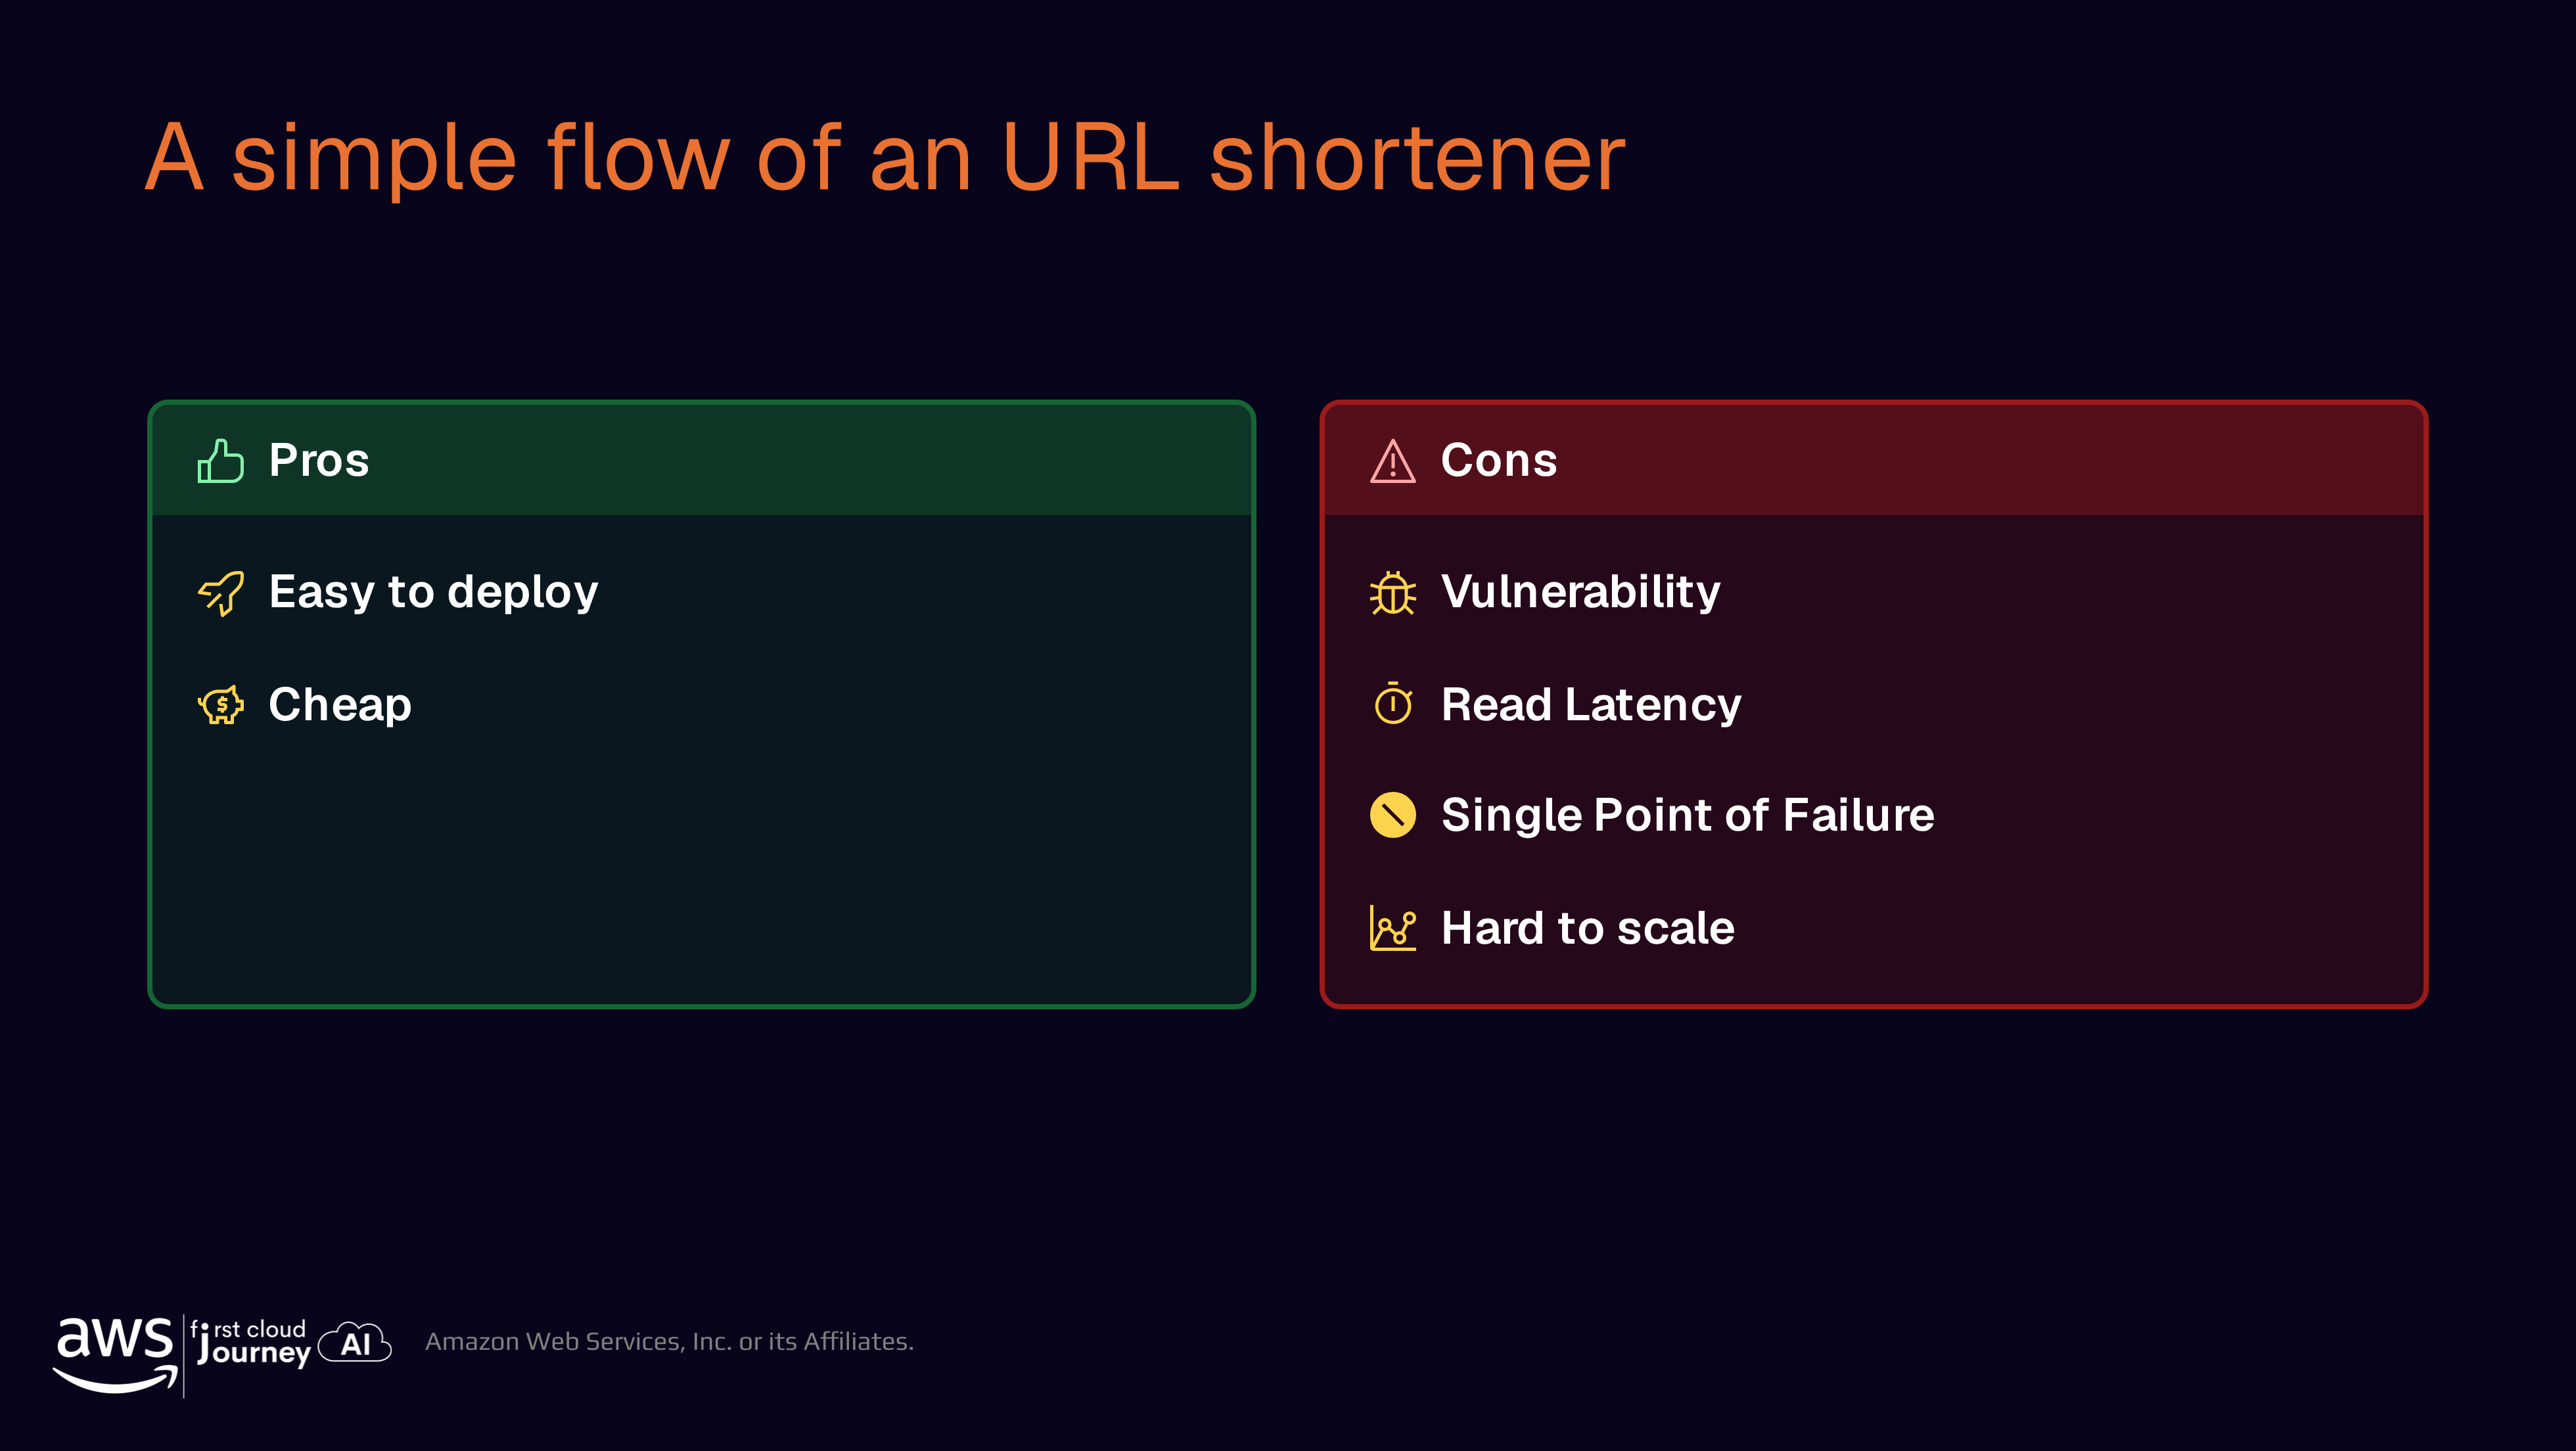 A simple flow of an URL shortener
Pros
Easy to deploy
Cheap
Cons
Vulnerability
Read Latency
Single Point of Failure
Hard to scale
aws
first cloud
journey
AI
Amazon Web Services, Inc. or its Affiliates.